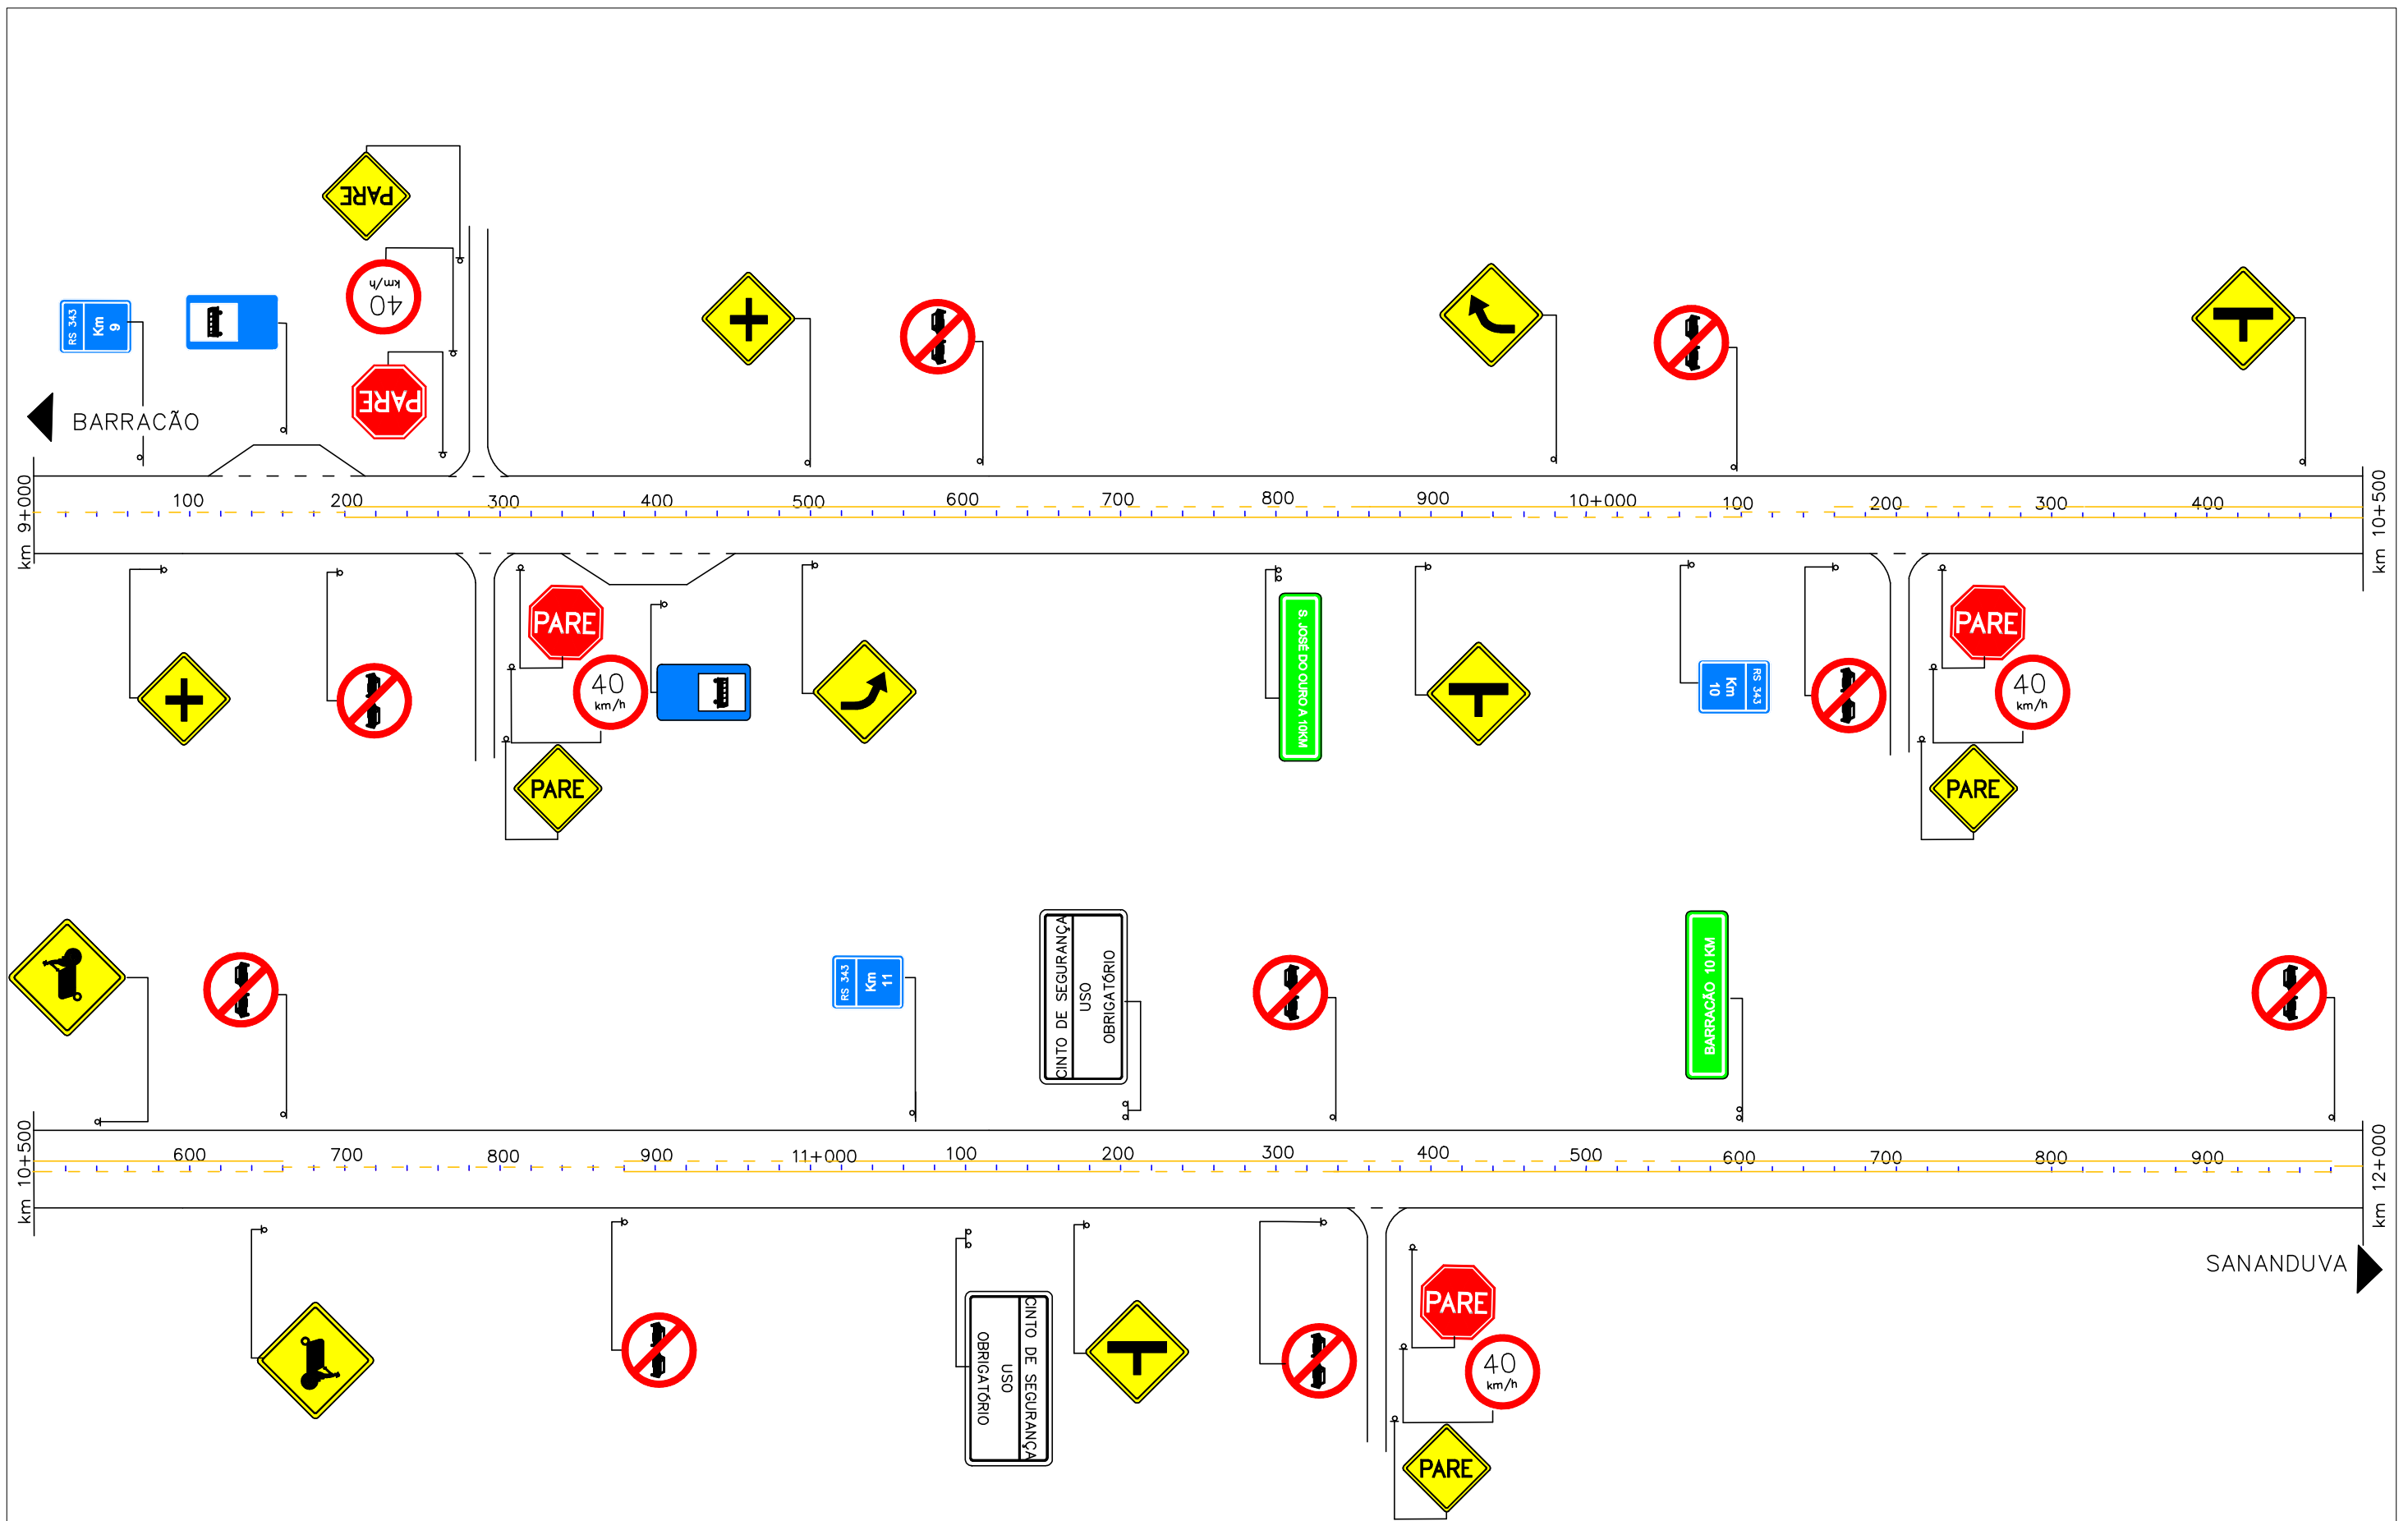 PARE
40
km/h
PARE
RS 343
Km
9
BARRACÃO
km 9+000
100
200
300
400
500
600
700
800
900
10+000
100
200
300
400
km 10+500
PARE
40
km/h
PARE
S. JOSÉ DO OURO A 10KM
RS 343
Km
10
PARE
40
km/h
PARE
RS 343
Km
11
CINTO DE SEGURANÇA
USO
OBRIGATÓRIO
BARRACÃO 10 KM
km 10+500
600
700
800
900
11+000
100
200
300
400
500
600
700
800
900
km 12+000
CINTO DE SEGURANÇA
USO
OBRIGATÓRIO
PARE
40
km/h
PARE
SANANDUVA